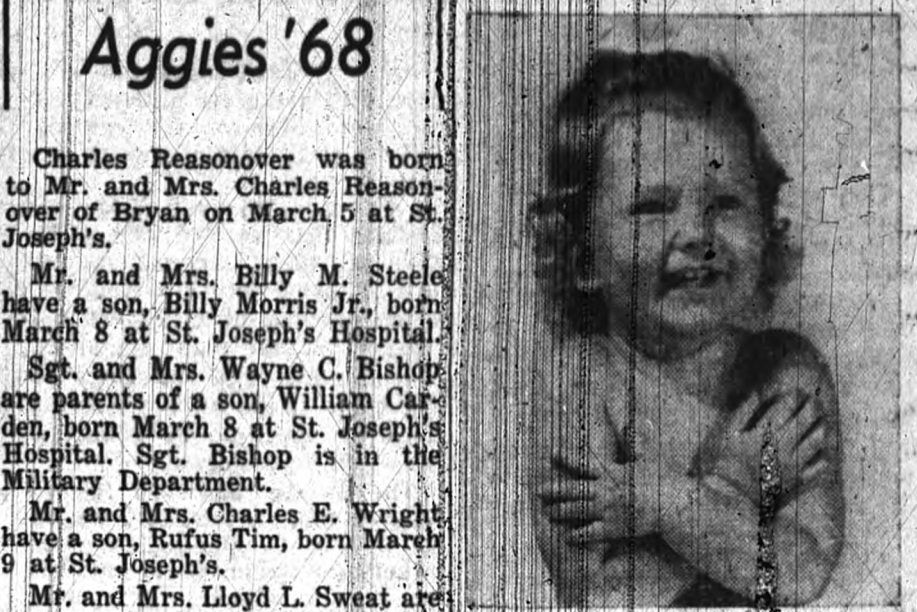 Aggies '68
Charles Reasonover was born
to Mr. and Mrs. Charles Reason-
over of Bryan on March 5 at St.
Joseph's.
Mr. and Mrs. Billy M. Steele
have a son, Billy Morris Jr., born
March 8 at St. Joseph's Hospital.
Sgt. and Mrs. Wayne C. Bishop
are parents of a son, William Car-
den, born March 8 at St. Joseph's
Hospital. Sgt. Bishop is in the
Military Department.
Mr. and Mrs. Charles E. Wright
have a son, Rufus Tim, born March
9 at St. Joseph's.
Mr. and Mrs. Lloyd L. Sweat are